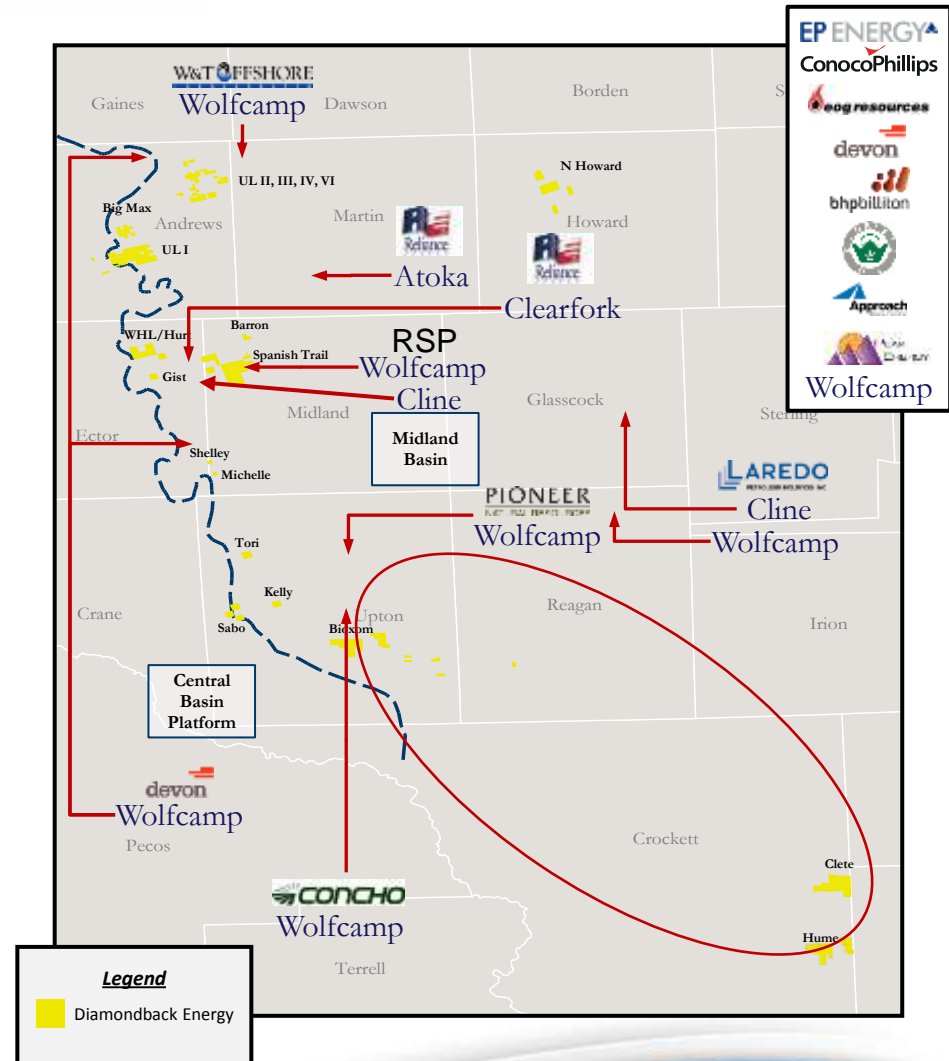 EP ENERGY
ConocoPhillips
eog resources
devon
bhpbilliton
Approach
Wolfcamp
W&T OFFSHORE
Wolfcamp
Gaines
Dawson
Borden
S
UL II, III, IV, VI
N Howard
Big Max
Andrews
Martin
Howard
UL I
Reliance
Atoka
Reliance
Clearfork
WHL/Hurt
Barron
RSP
Spanish Trail
Wolfcamp
Gist
Cline
Midland
Glasscock
Sterling
Ector
Midland
Basin
Shelley
Michelle
LAREDO
PIONEER
Cline
Wolfcamp
Wolfcamp
Tori
Kelly
Crane
Sabo
Upton
Reagan
Irion
Bloxom
Central
Basin
Platform
devon
Wolfcamp
Pecos
Crockett
Clete
CONCHO
Wolfcamp
Hume
Terrell
Legend
Diamondback Energy